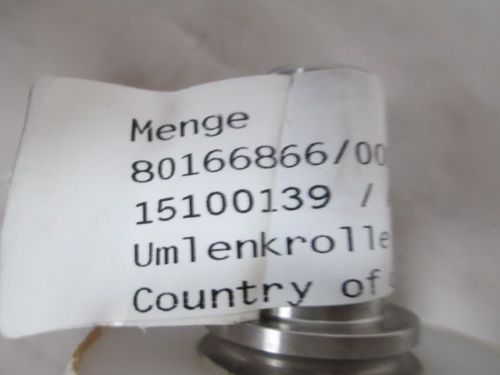 Menge
80166866/00
15100139 /
Umlenkrolle
Country of